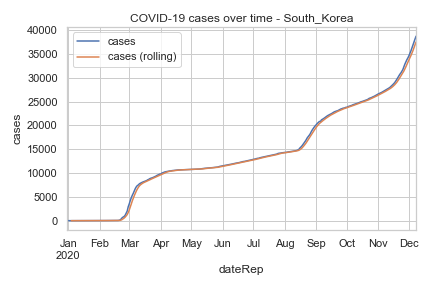 COVID-19 cases over time - South_Korea
cases
cases (rolling)
40000
35000
30000
25000
20000
15000
10000
5000
0
cases
Jan Feb Mar Apr May Jun Jul Aug Sep Oct Nov Dec
2020
dateRep